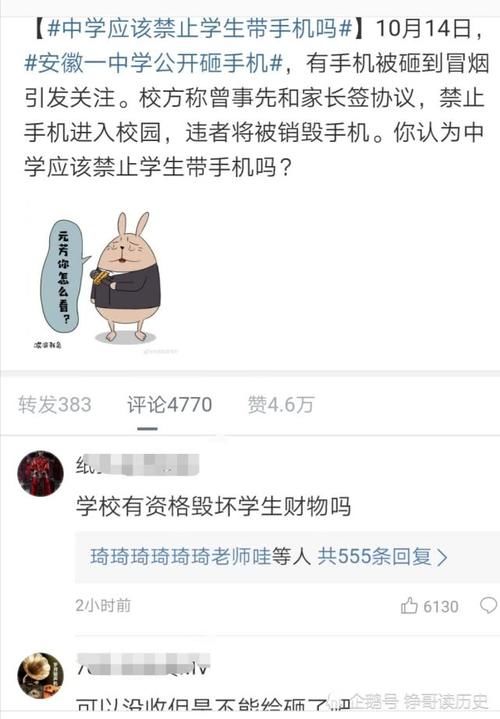 【#中学应该禁止学生带手机吗#】10月14日，
#安徽一中学公开砸手机#，有手机被砸到冒烟
引发关注。校方称曾事先和家长签协议，禁止
手机进入校园，违者将被销毁手机。你认为中
学应该禁止学生带手机吗？
元芳
你怎
么看？
转发383 评论4770 赞4.6万
学校有资格毁坏学生财物吗
琦琦琦琦琦琦老师哇等人 共555条回复
2小时前 6130
可以没收但是不能给砸了吧
企鹅号 铮哥读历史